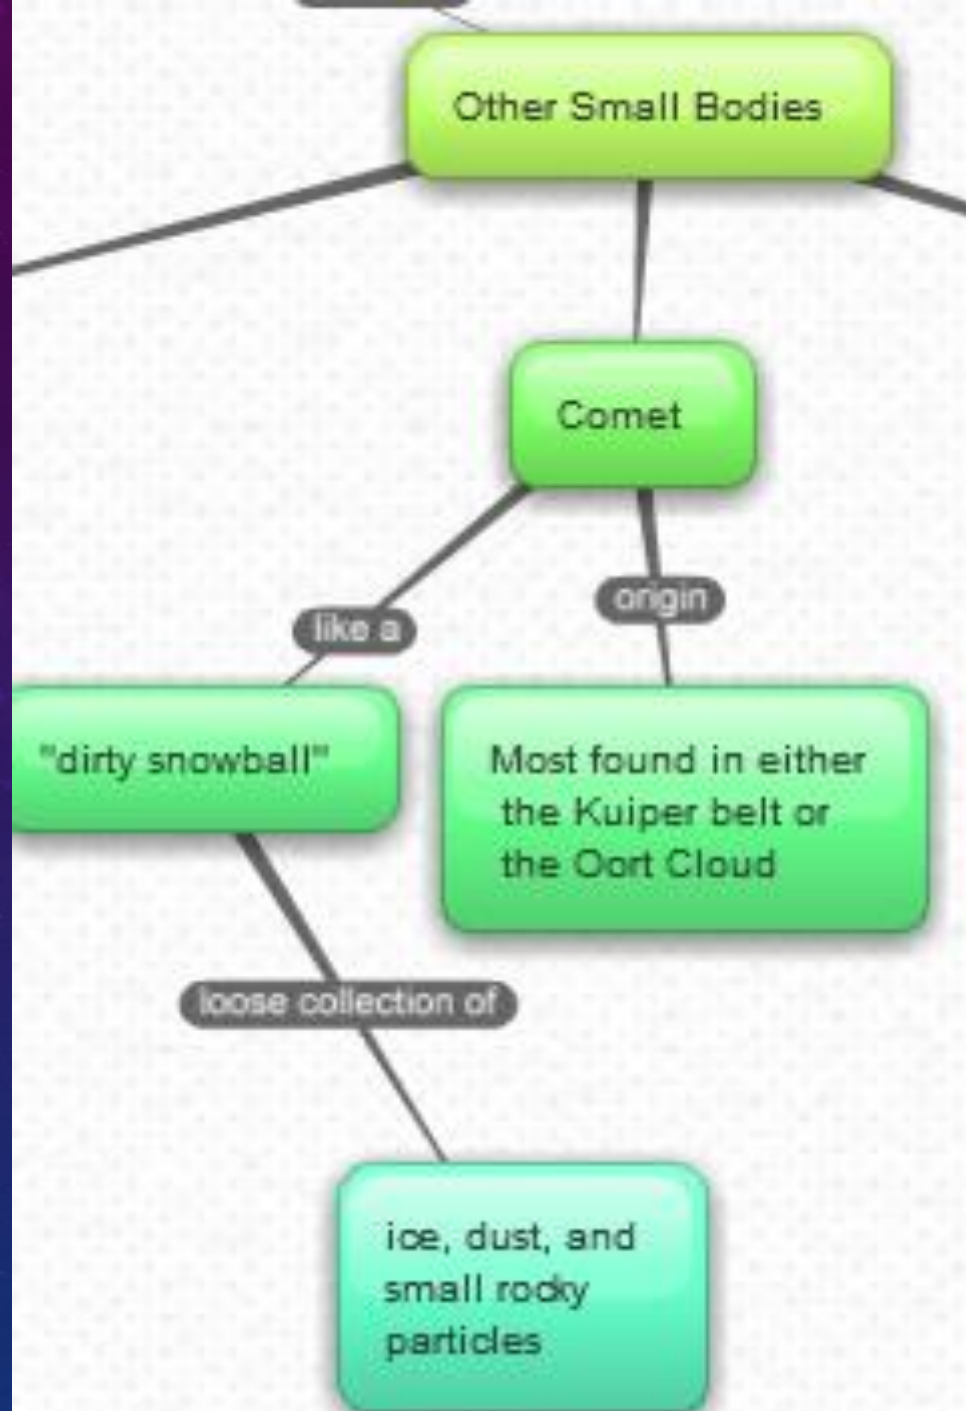 Other Small Bodies
Comet
origin
like a
"dirty snowball"
Most found in either
the Kuiper belt or
the Oort Cloud
loose collection of
ice, dust, and
small rocky
particles